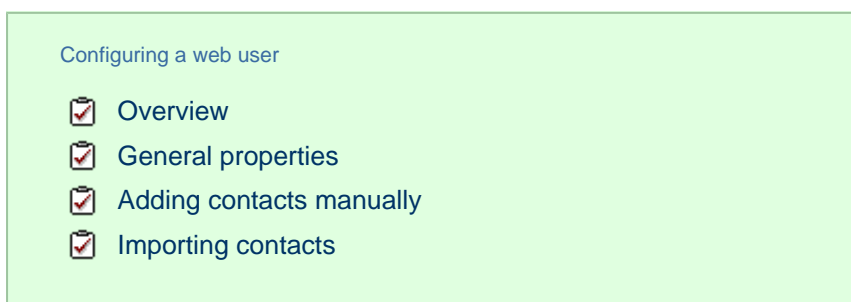 Configuring a web user
Overview
General properties
Adding contacts manually
Importing contacts